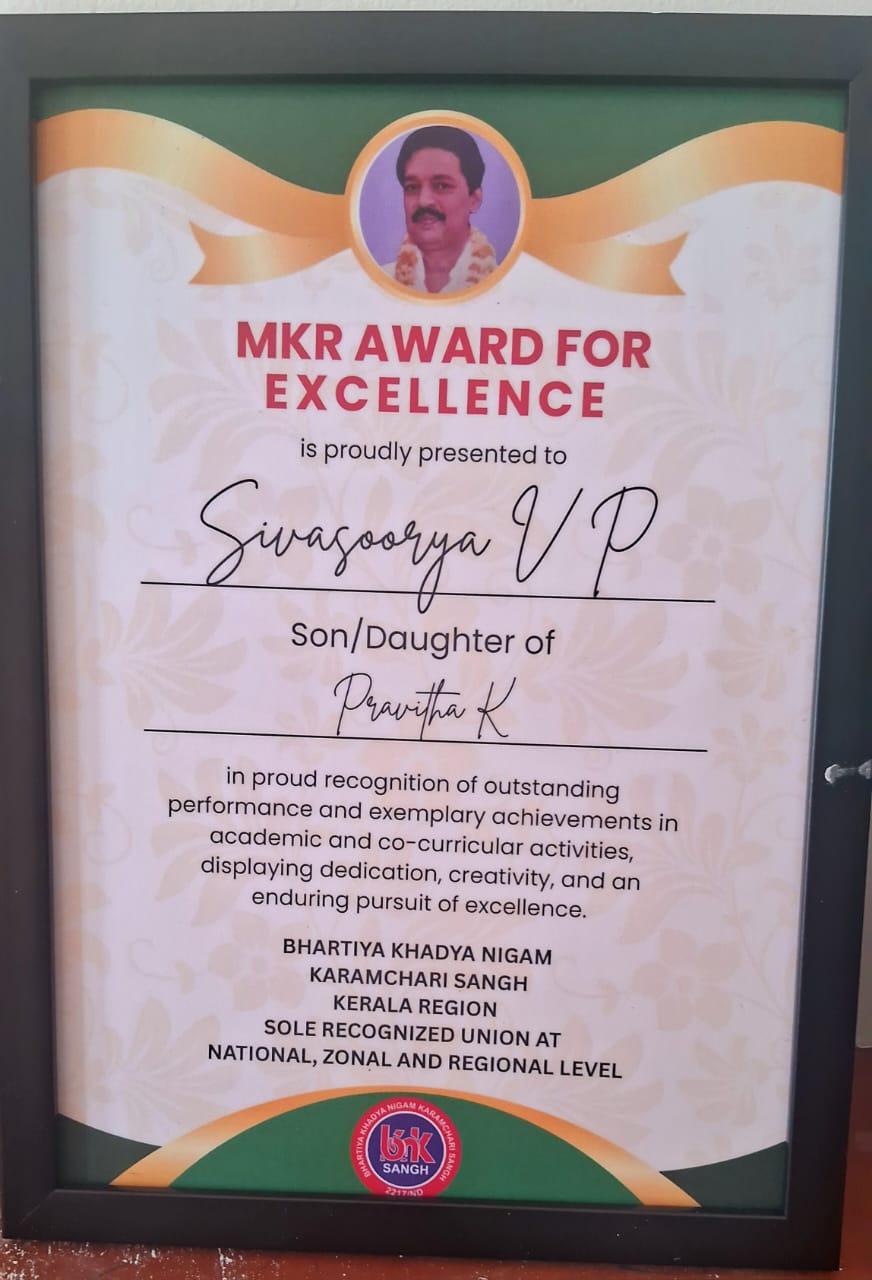 MKR AWARD FOR
EXCELLENCE
is proudly presented to
Sivasoorya V P
Son/Daughter of
Pravitha K
in proud recognition of outstanding
performance and exemplary achievements in
academic and co-curricular activities,
displaying dedication, creativity, and an
enduring pursuit of excellence.
BHARTIYA KHADYA NIGAM
KARAMCHARI SANGH
KERALA REGION
SOLE RECOGNIZED UNION AT
NATIONAL, ZONAL AND REGIONAL LEVEL
BHARTIYA KHADYA NIGAM KARAMCHARI SANGH
bnk
SANGH
2217/ND